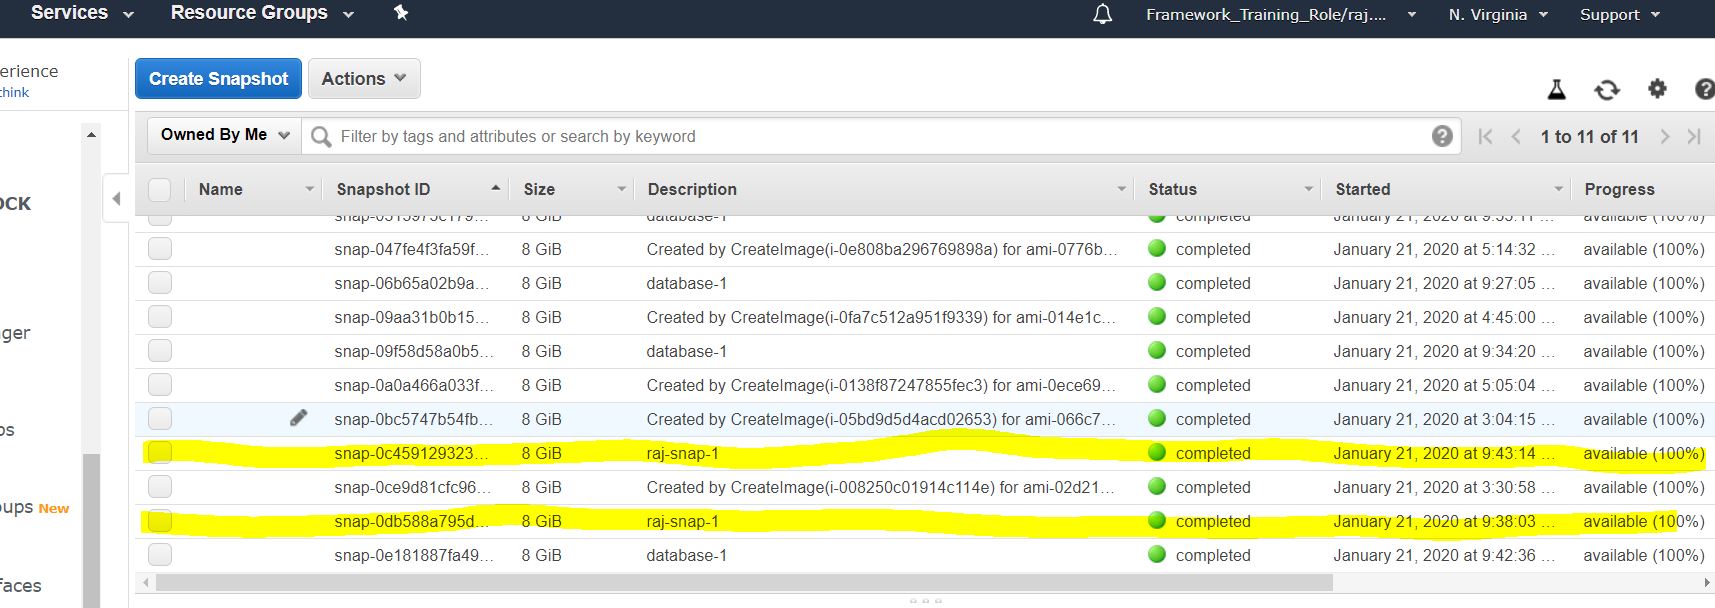 Services Resource Groups Framework_Training_Role/raj.... N. Virginia Support
erience
think
Create Snapshot Actions
Owned By Me Filter by tags and attributes or search by keyword 1 to 11 of 11
OCK
Name Snapshot ID Size Description Status Started Progress
8 GiB database-1 completed available (100%)
snap-047fe4f3fa59f... 8 GiB Created by CreateImage(i-0e808ba296769898a) for ami-0776b... completed January 21, 2020 at 5:14:32 ... available (100%)
snap-06b65a02b9a... 8 GiB database-1 completed January 21, 2020 at 9:27:05 ... available (100%)
snap-09aa31b0b15... 8 GiB Created by CreateImage(i-0fa7c512a951f9339) for ami-014e1c... completed January 21, 2020 at 4:45:00 ... available (100%)
ger
snap-09f58d58a0b5... 8 GiB database-1 completed January 21, 2020 at 9:34:20 ... available (100%)
snap-0a0a466a033f... 8 GiB Created by CreateImage(i-0138f87247855fec3) for ami-0ece69... completed January 21, 2020 at 5:05:04 ... available (100%)
snap-0bc5747b54fb... 8 GiB Created by CreateImage(i-05bd9d5d4acd02653) for ami-066c7... completed January 21, 2020 at 3:04:15 ... available (100%)
os
snap-0c459129323... 8 GiB raj-snap-1 completed January 21, 2020 at 9:43:14 ... available (100%)
snap-0ce9d81cfc96... 8 GiB Created by CreateImage(i-008250c01914c114e) for ami-02d21... completed January 21, 2020 at 3:30:58 ... available (100%)
oups New
snap-0db588a795d... 8 GiB raj-snap-1 completed January 21, 2020 at 9:38:03 ... available (100%)
snap-0e181887fa49... 8 GiB database-1 completed January 21, 2020 at 9:42:36 ... available (100%)
faces